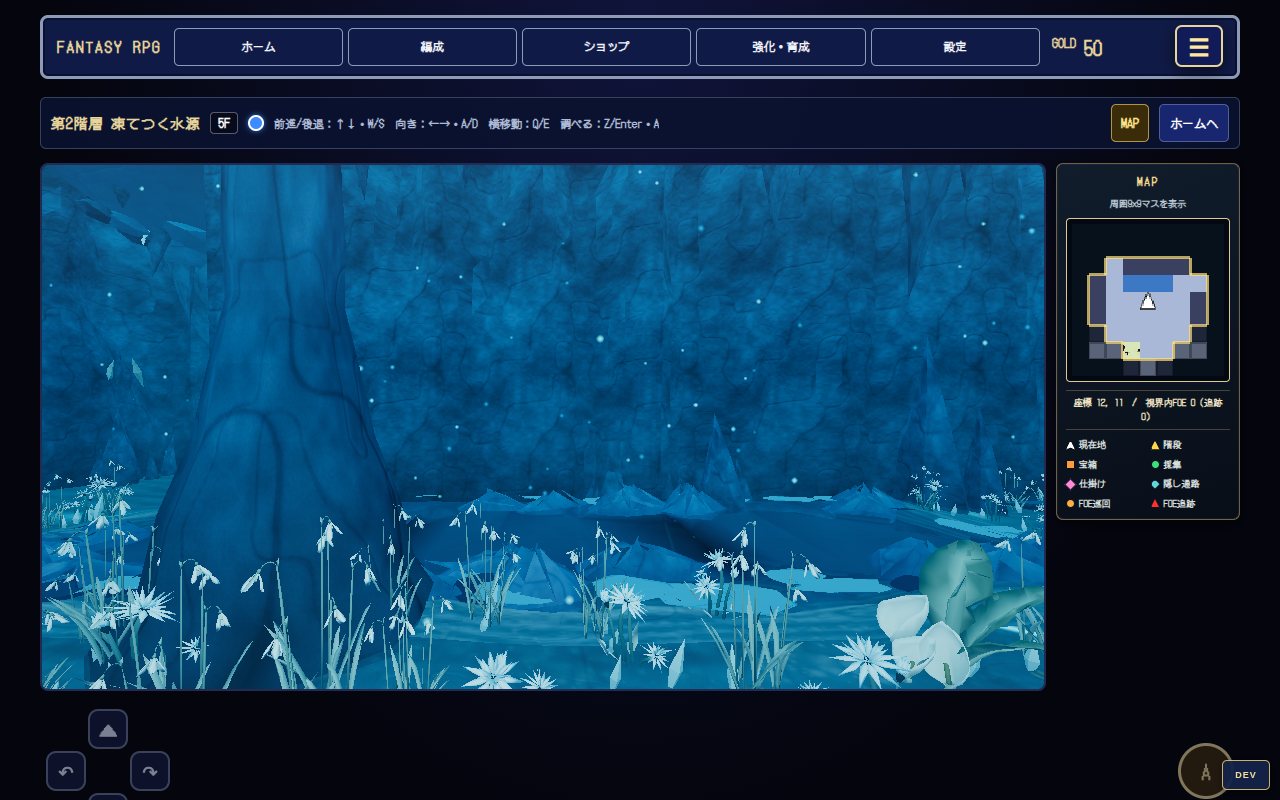 FANTASY RPG
ホーム
編成
ショップ
強化・育成
設定
GOLD 50
第2階層 凍てつく水源
5F
前進/後退：↑↓・W/S 向き：←→・A/D 横移動：Q/E 調べる：Z/Enter・A
MAP
ホームへ
MAP
周囲9x9マスを表示
座標 12, 11 / 視界内FOE 0（追跡
0）
現在地
階段
宝箱
採集
仕掛け
隠し通路
FOE巡回
FOE追跡
A
DEV